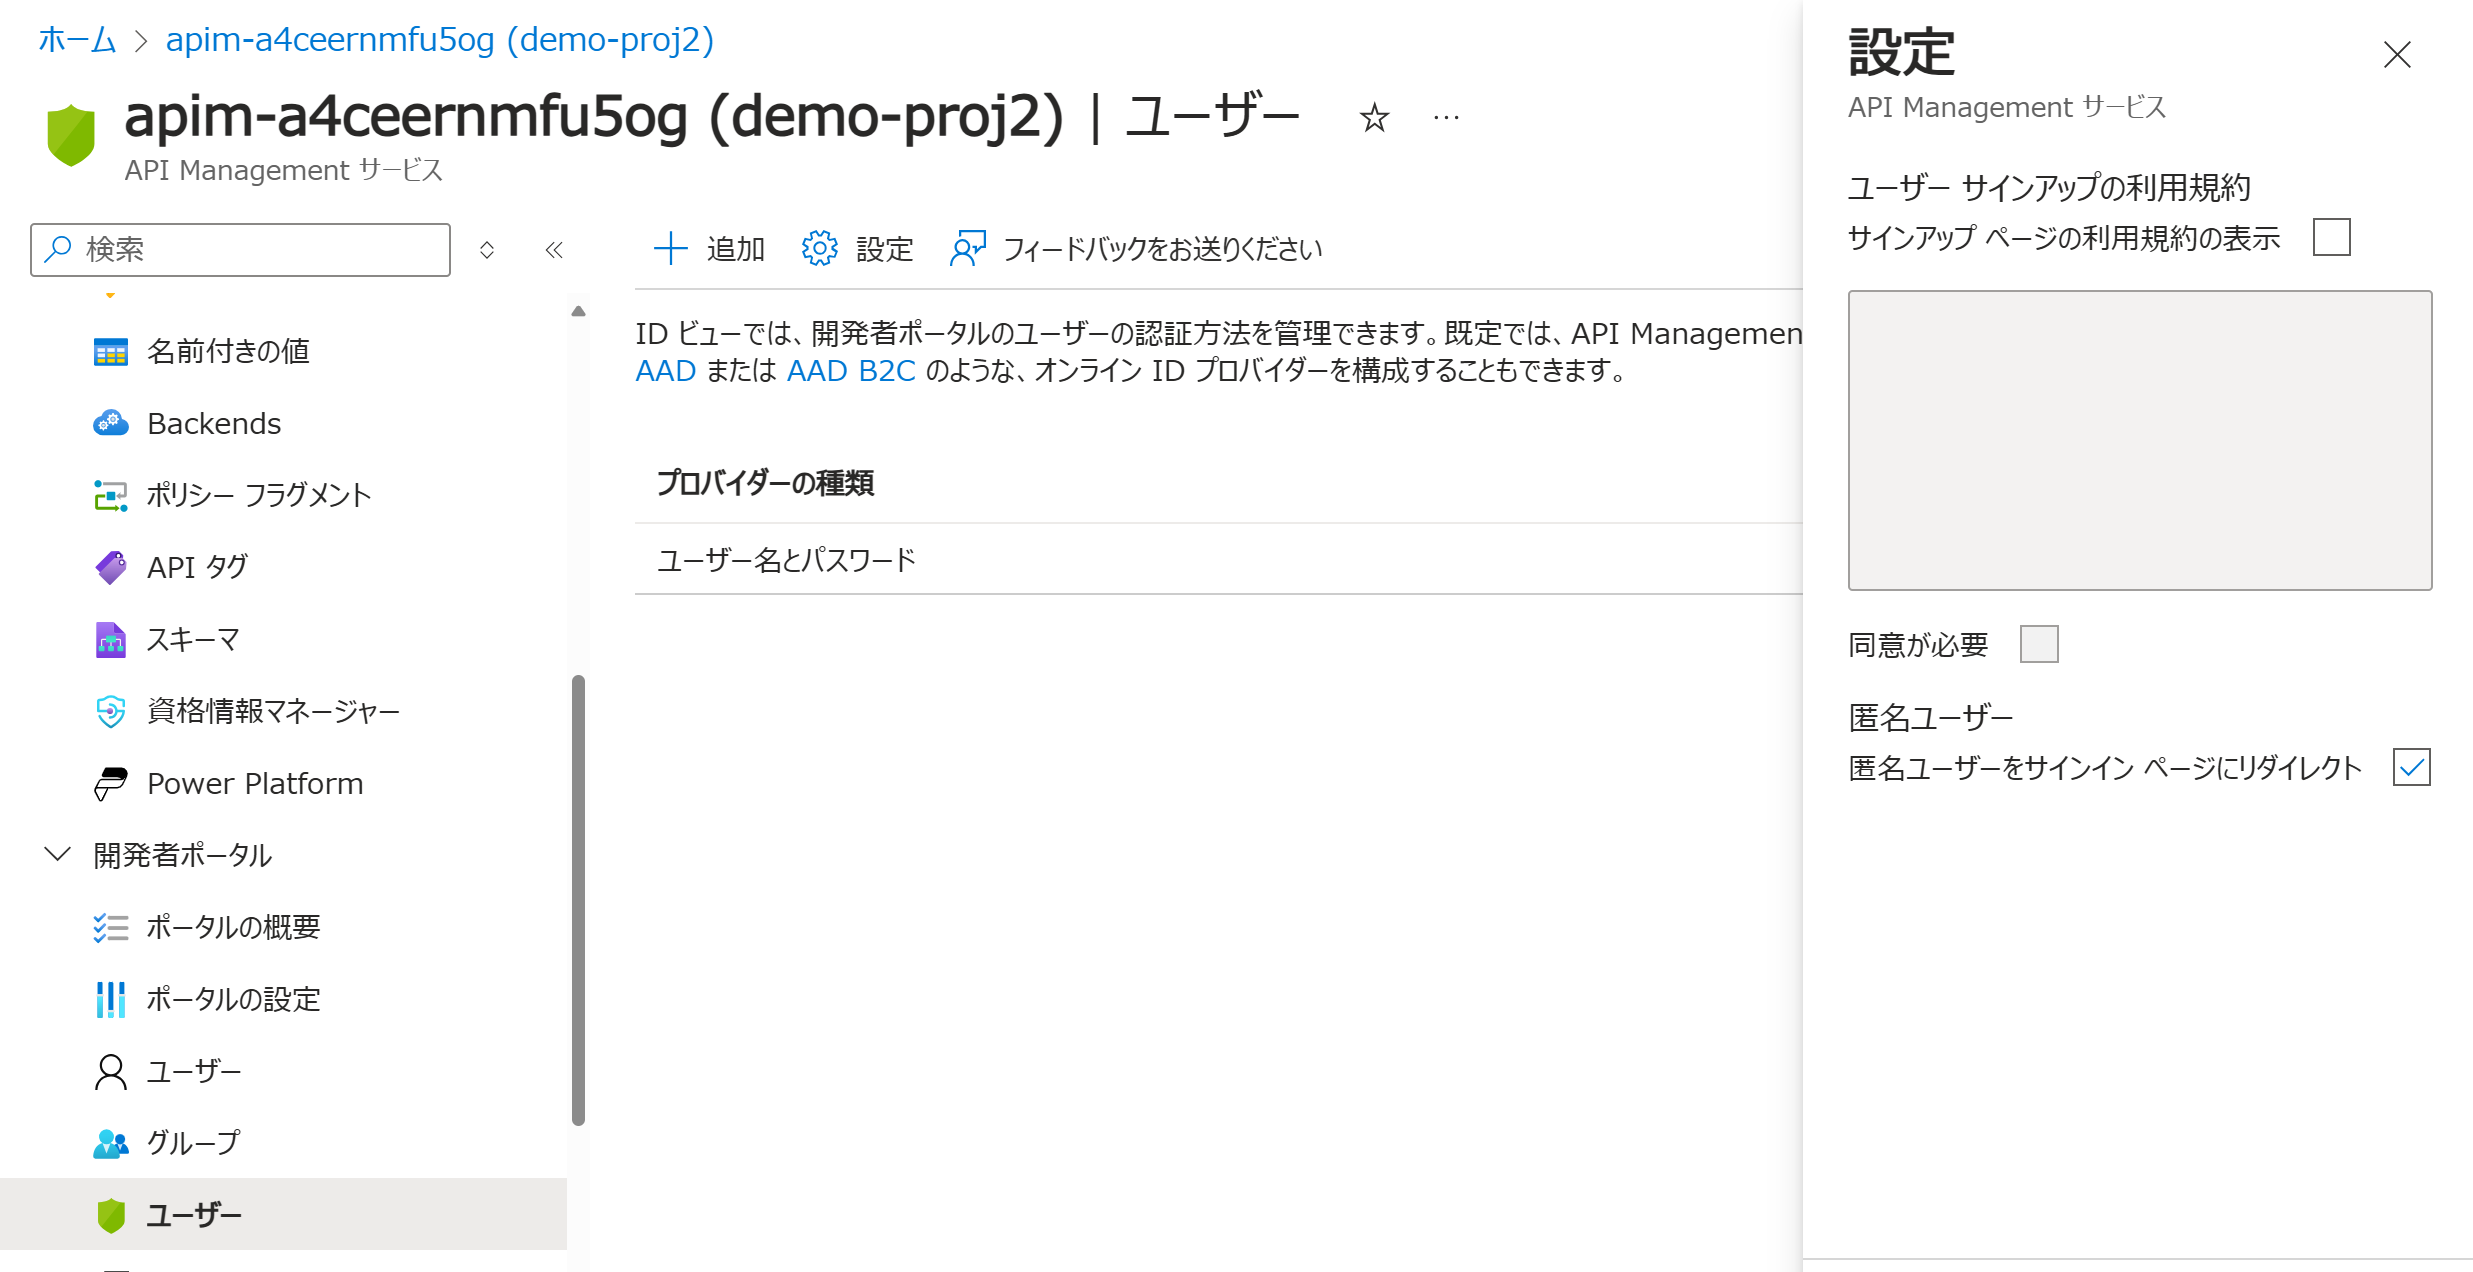 ホーム > apim-a4ceernmfu5og (demo-proj2)
apim-a4ceernmfu5og (demo-proj2) | ユーザー
API Management サービス
検索
名前付きの値
Backends
ポリシー フラグメント
API タグ
スキーマ
資格情報マネージャー
Power Platform
開発者ポータル
ポータルの概要
ポータルの設定
ユーザー
グループ
ユーザー
追加
設定
フィードバックをお送りください
ID ビューでは、開発者ポータルのユーザーの認証方法を管理できます。既定では、API Managemen
AAD または AAD B2C のような、オンライン ID プロバイダーを構成することもできます。
プロバイダーの種類
ユーザー名とパスワード
設定
API Management サービス
ユーザー サインアップの利用規約
サインアップ ページの利用規約の表示
同意が必要
匿名ユーザー
匿名ユーザーをサインイン ページにリダイレクト